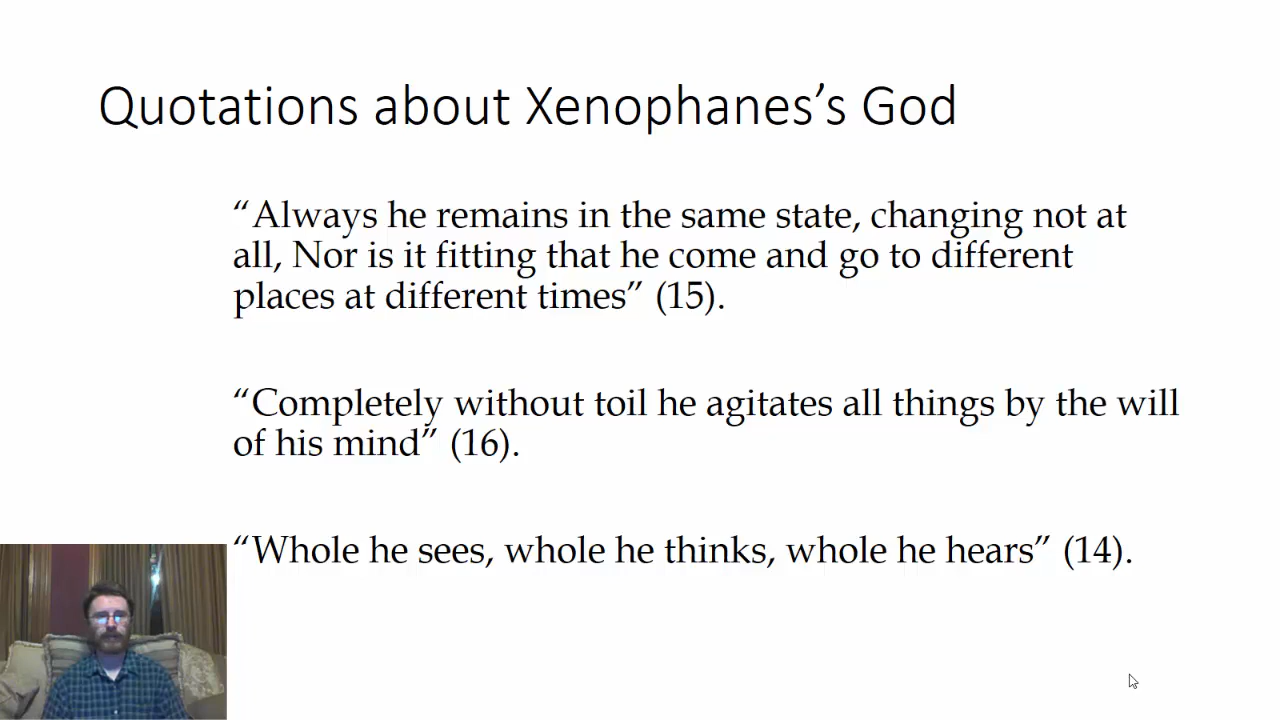 Quotations about Xenophanes’s God
“Always he remains in the same state, changing not at
all, Nor is it fitting that he come and go to different
places at different times” (15).
“Completely without toil he agitates all things by the will
of his mind” (16).
“Whole he sees, whole he thinks, whole he hears” (14).